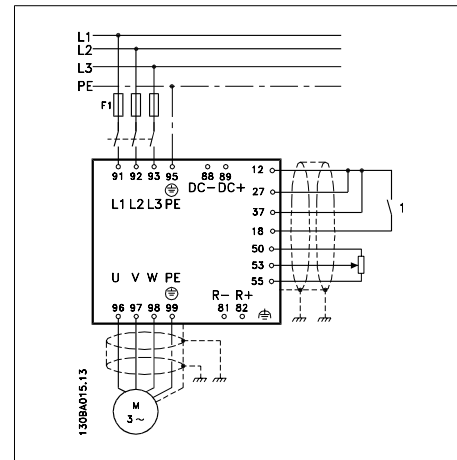 L1
L2
L3
PE
F1
91 92 93 95 88 89 12
DC- DC+
L1 L2 L3 PE
27
37
18
1
50
53
55
U V W PE
R- R+
96 97 98 99 81 82
M
3~
130BA015.13